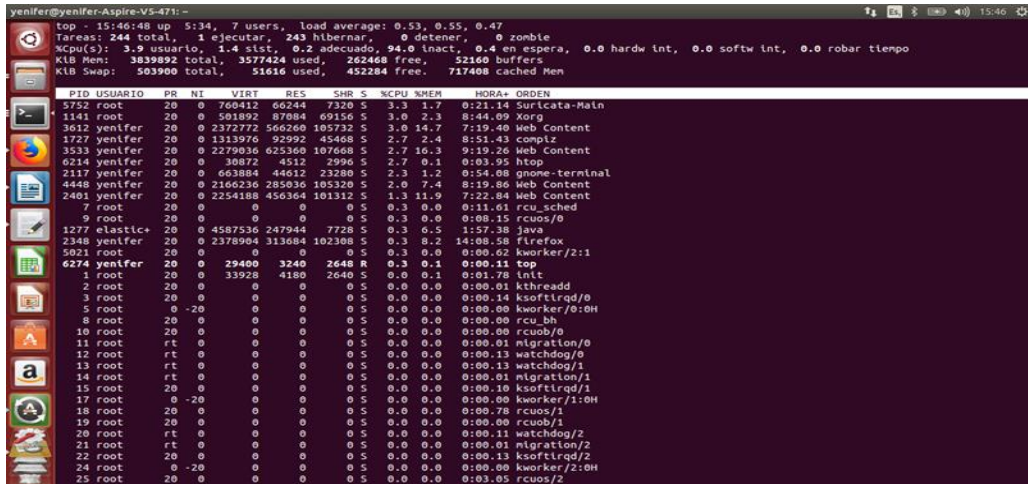 yenifer@yenifer-Aspire-V5-471: ~
Es
15:46
top - 15:46:48 up  5:34,  7 users,  load average: 0.53, 0.55, 0.47
Tareas: 244 total,   1 ejecutar, 243 hibernar,   0 detener,   0 zombie
%Cpu(s):  3.9 usuario,  1.4 sist,  0.2 adecuado, 94.0 inact,  0.4 en espera,  0.0 hardw int,  0.0 softw int,  0.0 robar tiempo
KiB Mem:   3839892 total,  3577424 used,   262468 free,    52160 buffers
KiB Swap:   503900 total,    51616 used,   452284 free.   717408 cached Mem
PID USUARIO PR NI VIRT RES SHR S %CPU %MEM HORA+ ORDEN
5752 root 20 0 760412 66244 7320 S 3.3 1.7 0:21.14 Suricata-Main
1141 root 20 0 501892 87084 69156 S 3.0 2.3 8:44.09 Xorg
3612 yenifer 20 0 2372772 566260 105732 S 3.0 14.7 7:19.40 Web Content
1727 yenifer 20 0 1313976 92992 45468 S 2.7 2.4 8:51.43 compiz
3533 yenifer 20 0 2279036 625360 107668 S 2.7 16.3 9:19.26 Web Content
6214 yenifer 20 0 30872 4512 2996 S 2.7 0.1 0:03.95 htop
2117 yenifer 20 0 663884 44612 23280 S 2.3 1.2 0:54.08 gnome-terminal
4448 yenifer 20 0 2166236 285036 105320 S 2.0 7.4 8:19.86 Web Content
2401 yenifer 20 0 2254188 456364 101312 S 1.3 11.9 7:22.84 Web Content
7 root 20 0 0 0 0 S 0.3 0.0 0:11.61 rcu_sched
9 root 20 0 0 0 0 S 0.3 0.0 0:08.15 rcuos/0
1277 elastic+ 20 0 4587536 247944 7728 S 0.3 6.5 1:57.38 java
2348 yenifer 20 0 2378904 313684 102308 S 0.3 8.2 14:08.58 firefox
5021 root 20 0 0 0 0 S 0.3 0.0 0:00.62 kworker/2:1
6274 yenifer 20 0 29400 3240 2648 R 0.3 0.1 0:00.11 top
1 root 20 0 33928 4180 2640 S 0.0 0.1 0:01.78 init
2 root 20 0 0 0 0 S 0.0 0.0 0:00.01 kthreadd
3 root 20 0 0 0 0 S 0.0 0.0 0:00.14 ksoftirqd/0
5 root 0 -20 0 0 0 S 0.0 0.0 0:00.00 kworker/0:0H
8 root 20 0 0 0 0 S 0.0 0.0 0:00.00 rcu_bh
10 root 20 0 0 0 0 S 0.0 0.0 0:00.00 rcuob/0
11 root rt 0 0 0 0 S 0.0 0.0 0:00.01 migration/0
12 root rt 0 0 0 0 S 0.0 0.0 0:00.13 watchdog/0
13 root rt 0 0 0 0 S 0.0 0.0 0:00.13 watchdog/1
14 root rt 0 0 0 0 S 0.0 0.0 0:00.01 migration/1
15 root 20 0 0 0 0 S 0.0 0.0 0:00.10 ksoftirqd/1
17 root 0 -20 0 0 0 S 0.0 0.0 0:00.00 kworker/1:0H
18 root 20 0 0 0 0 S 0.0 0.0 0:00.78 rcuos/1
19 root 20 0 0 0 0 S 0.0 0.0 0:00.00 rcuob/1
20 root rt 0 0 0 0 S 0.0 0.0 0:00.11 watchdog/2
21 root rt 0 0 0 0 S 0.0 0.0 0:00.01 migration/2
22 root 20 0 0 0 0 S 0.0 0.0 0:00.13 ksoftirqd/2
24 root 0 -20 0 0 0 S 0.0 0.0 0:00.00 kworker/2:0H
25 root 20 0 0 0 0 S 0.0 0.0 0:03.05 rcuos/2